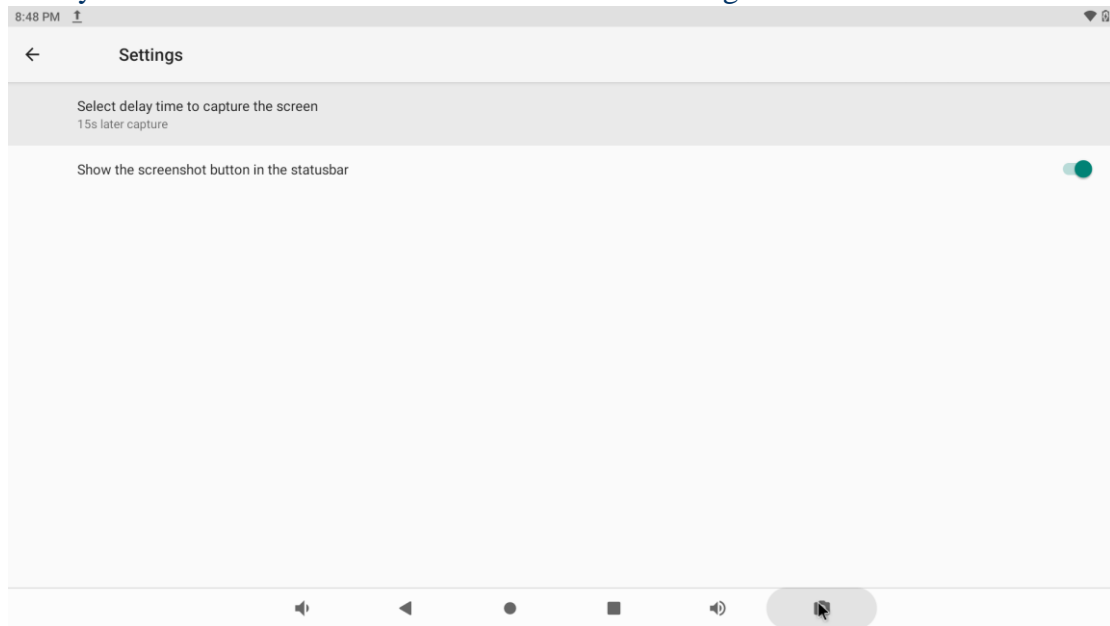 8:48 PM
Settings
Select delay time to capture the screen
15s later capture
Show the screenshot button in the statusbar